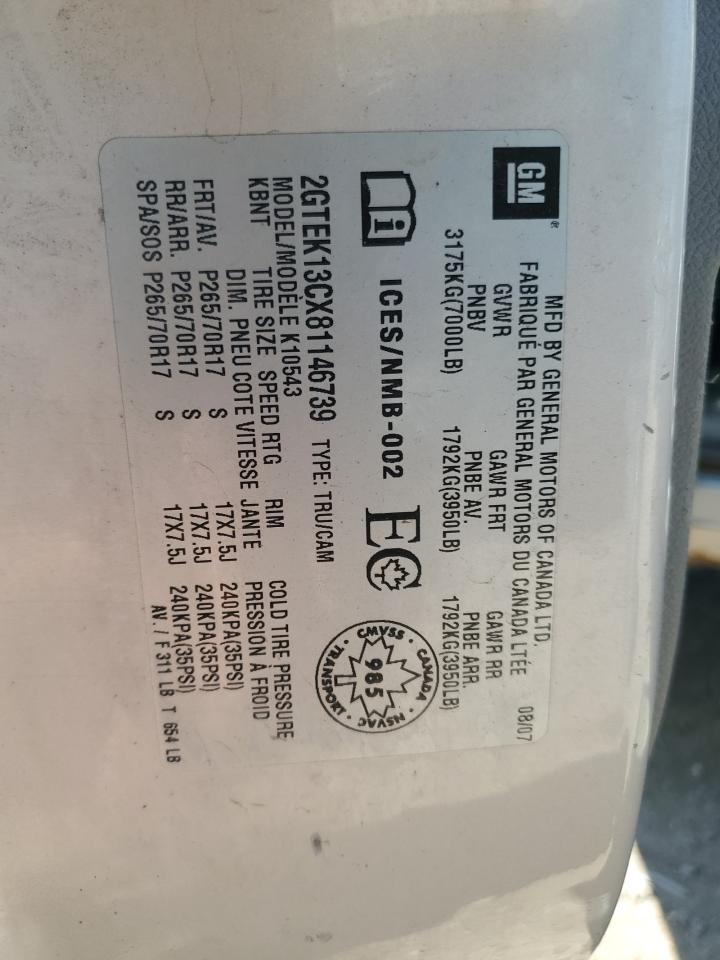 GM ®
MFD BY GENERAL MOTORS OF CANADA LTD.
FABRIQUÉ PAR GENERAL MOTORS DU CANADA LTÉE 08/07
GVWR GAWR FRT GAWR RR
PNBV PNBE AV. PNBE ARR.
3175KG(7000LB) 1792KG(3950LB) 1792KG(3950LB)
i ICES/NMB-002 EC
CMVSS · CANADA · NSVAC · TRANSPORT ·
985
2GTEK13CX81146739 TYPE: TRU/CAM
MODEL/MODÈLE K10543
KBNT TIRE SIZE SPEED RTG RIM COLD TIRE PRESSURE
DIM. PNEU COTE VITESSE JANTE PRESSION À FROID
FRT/AV. P265/70R17 S 17X7.5J 240KPA(35PSI)
RR/ARR. P265/70R17 S 17X7.5J 240KPA(35PSI)
SPA/SOS P265/70R17 S 17X7.5J 240KPA(35PSI)
AV. / F 311 LB T 654 LB